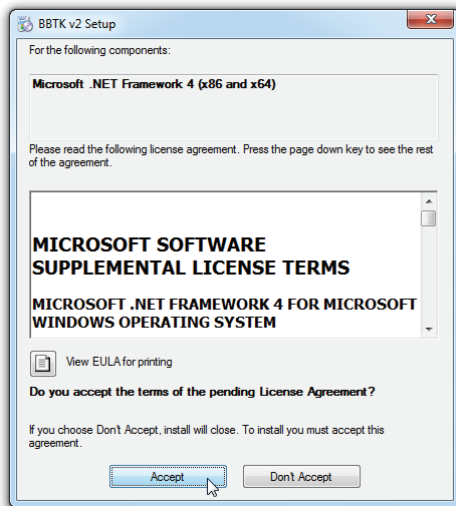 BBTK v2 Setup
For the following components:
Microsoft .NET Framework 4 (x86 and x64)
Please read the following license agreement. Press the page down key to see the rest
of the agreement.
MICROSOFT SOFTWARE
SUPPLEMENTAL LICENSE TERMS
MICROSOFT .NET FRAMEWORK 4 FOR MICROSOFT
WINDOWS OPERATING SYSTEM
View EULA for printing
Do you accept the terms of the pending License Agreement?
If you choose Don't Accept, install will close. To install you must accept this
agreement.
Accept
Don't Accept